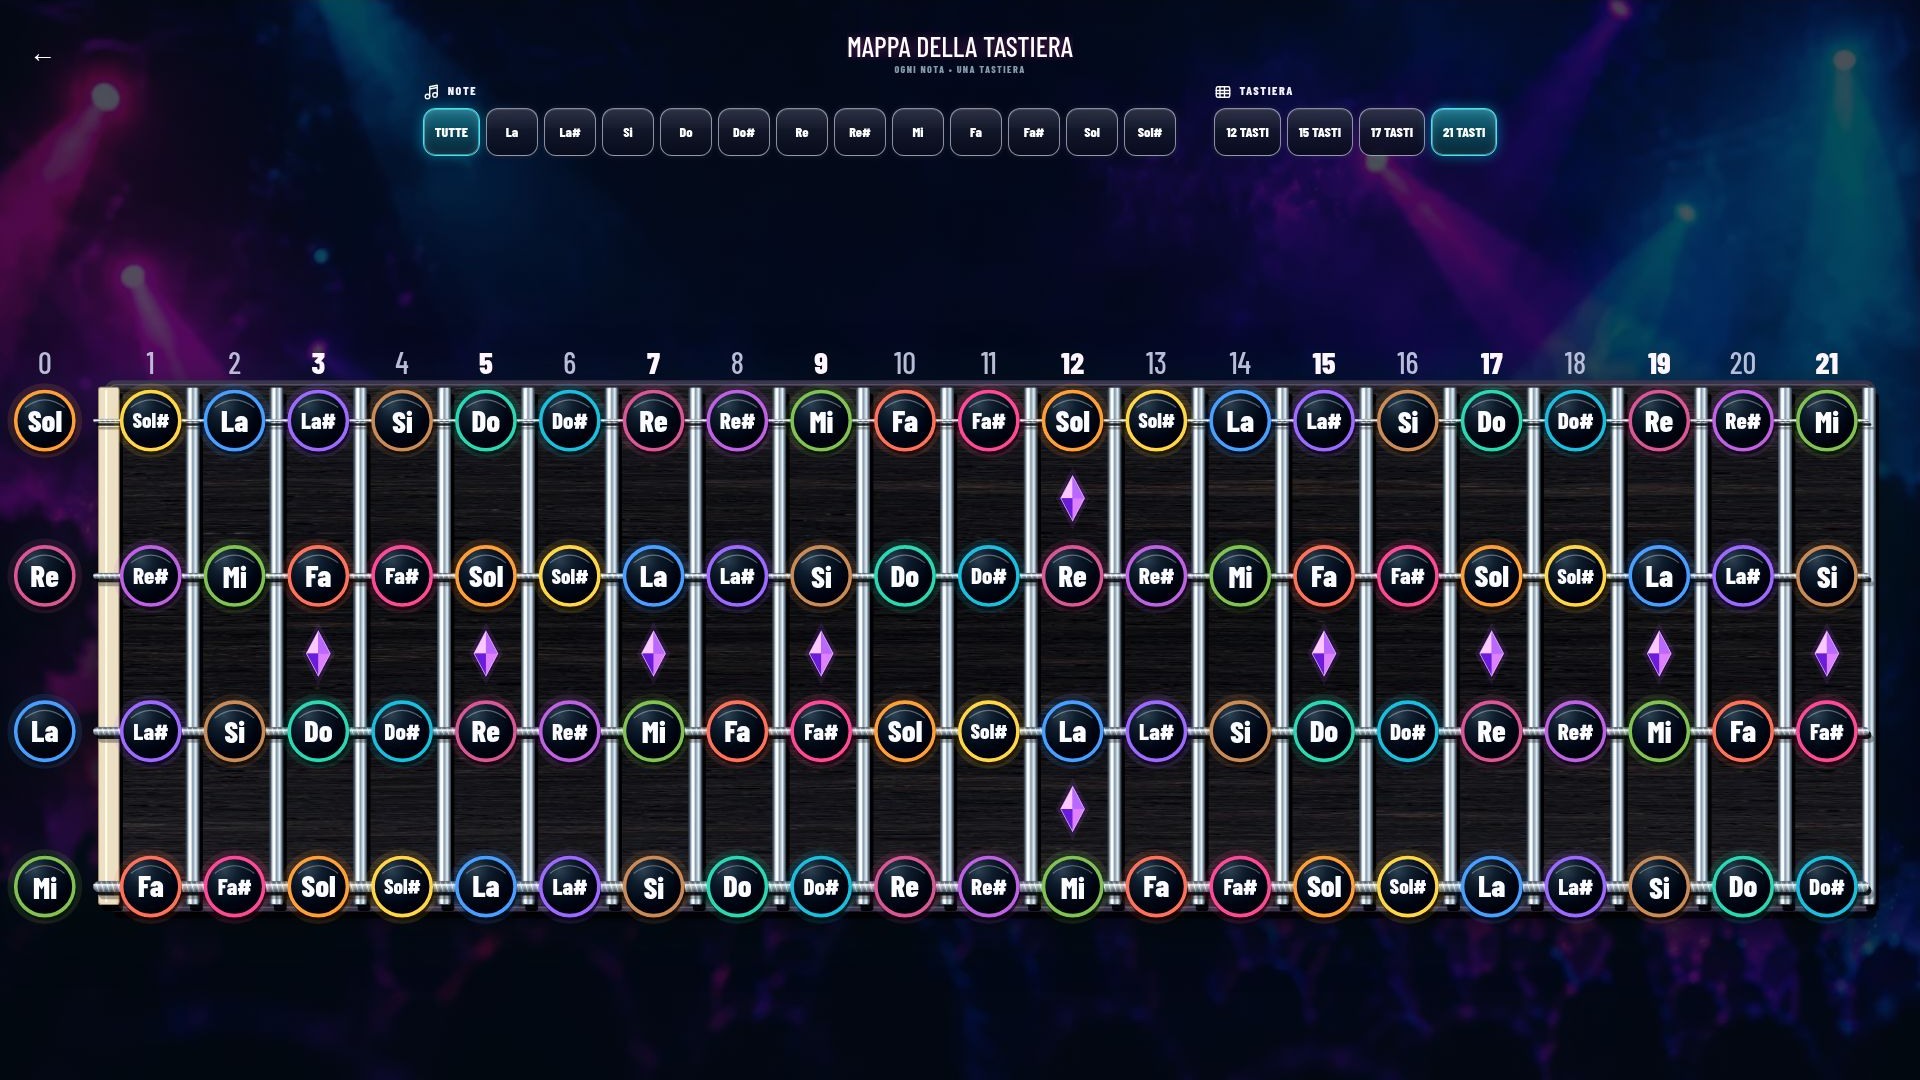 ←
MAPPA DELLA TASTIERA
OGNI NOTA • UNA TASTIERA
NOTE
TUTTE La La# Si Do Do# Re Re# Mi Fa Fa# Sol Sol#
TASTIERA
12 TASTI 15 TASTI 17 TASTI 21 TASTI
0 1 2 3 4 5 6 7 8 9 10 11 12 13 14 15 16 17 18 19 20 21
Sol Sol# La La# Si Do Do# Re Re# Mi Fa Fa# Sol Sol# La La# Si Do Do# Re Re# Mi
Re Re# Mi Fa Fa# Sol Sol# La La# Si Do Do# Re Re# Mi Fa Fa# Sol Sol# La La# Si
La La# Si Do Do# Re Re# Mi Fa Fa# Sol Sol# La La# Si Do Do# Re Re# Mi Fa Fa#
Mi Fa Fa# Sol Sol# La La# Si Do Do# Re Re# Mi Fa Fa# Sol Sol# La La# Si Do Do#